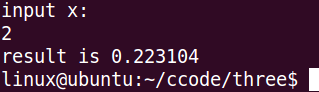 input x:
2
result is 0.223104
linux@ubuntu:~/ccode/three$